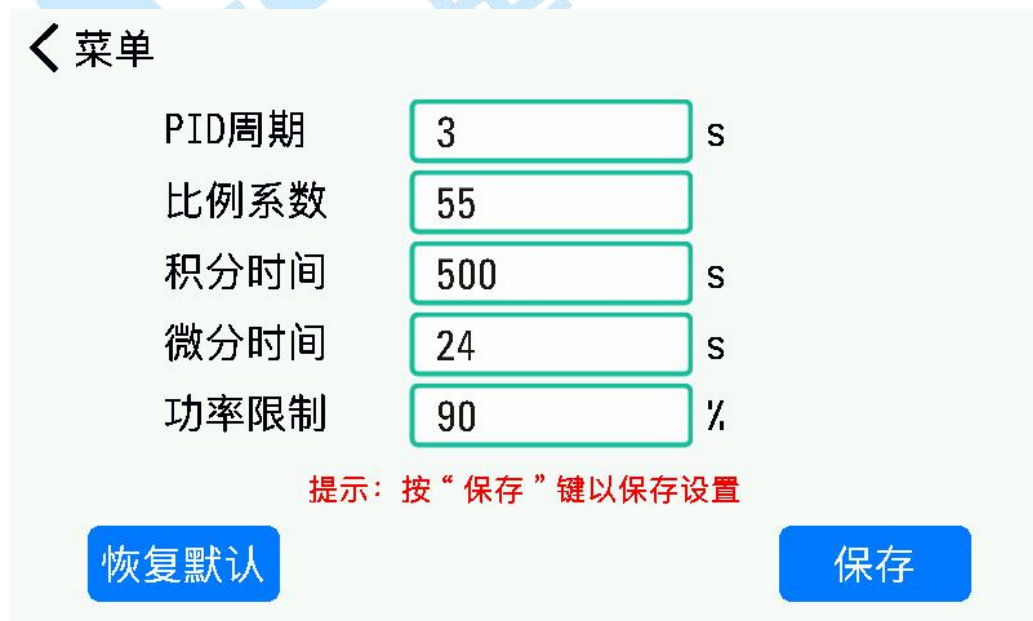 菜单
PID周期 3 s
比例系数 55
积分时间 500 s
微分时间 24 s
功率限制 90 %
提示：按“保存”键以保存设置
恢复默认 保存